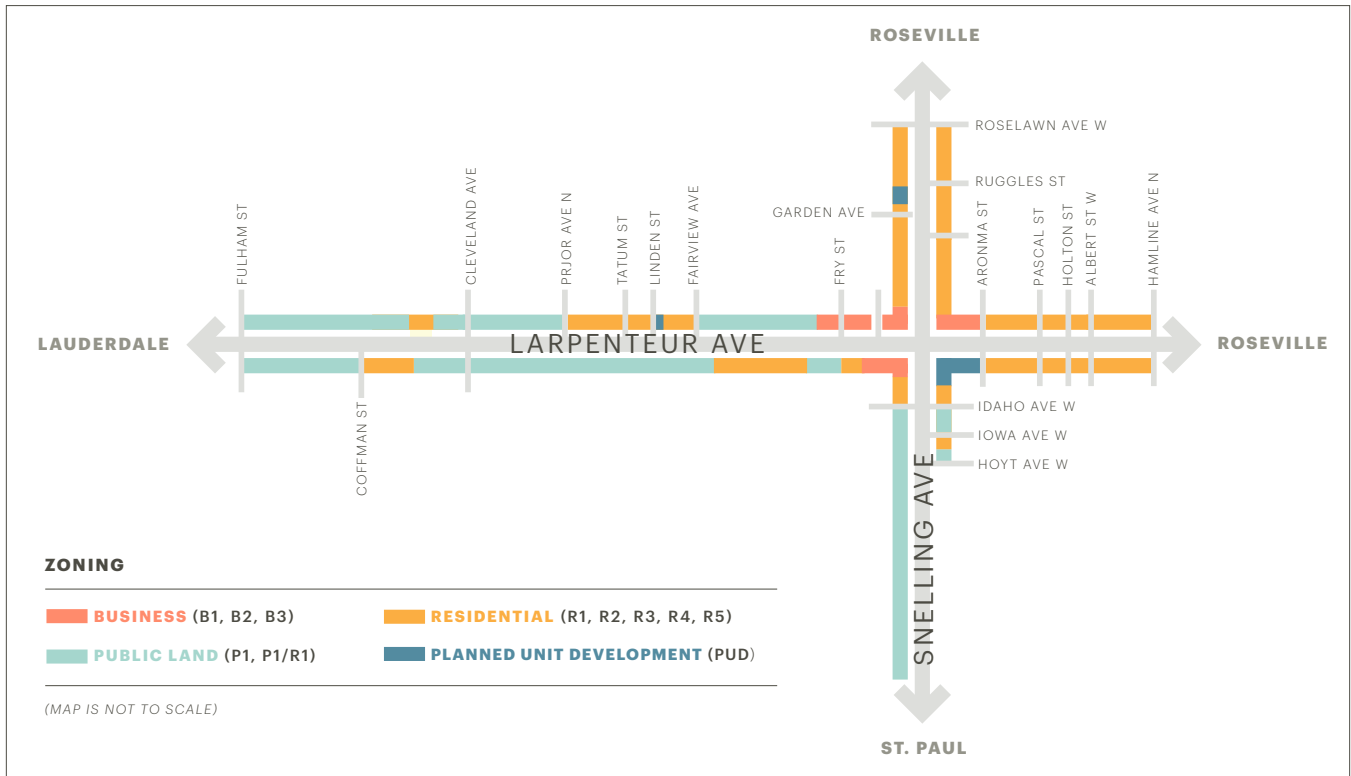 ROSEVILLE
ROSELAWN AVE W
RUGGLES ST
GARDEN AVE
FULHAM ST
CLEVELAND AVE
PRJOR AVE N
TATUM ST
LINDEN ST
FAIRVIEW AVE
FRY ST
ARONMA ST
PASCAL ST
HOLTON ST
ALBERT ST W
HAMLINE AVE N
LAUDERDALE
LARPENTEUR AVE
ROSEVILLE
COFFMAN ST
IDAHO AVE W
IOWA AVE W
HOYT AVE W
SNELLING AVE
ZONING
BUSINESS (B1, B2, B3)
RESIDENTIAL (R1, R2, R3, R4, R5)
PUBLIC LAND (P1, P1/R1)
PLANNED UNIT DEVELOPMENT (PUD)
(MAP IS NOT TO SCALE)
ST. PAUL